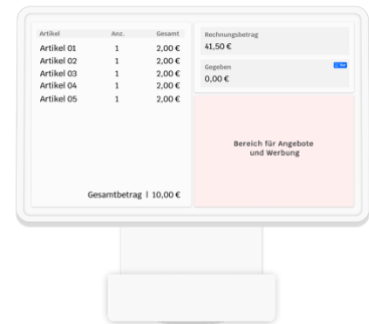 Artikel Anz. Gesamt
Artikel 01 1 2,00 €
Artikel 02 1 2,00 €
Artikel 03 1 2,00 €
Artikel 04 1 2,00 €
Artikel 05 1 2,00 €
Gesamtbetrag | 10,00 €
Rechnungsbetrag
41,50 €
Gegeben
0,00 €
Bereich für Angebote
und Werbung